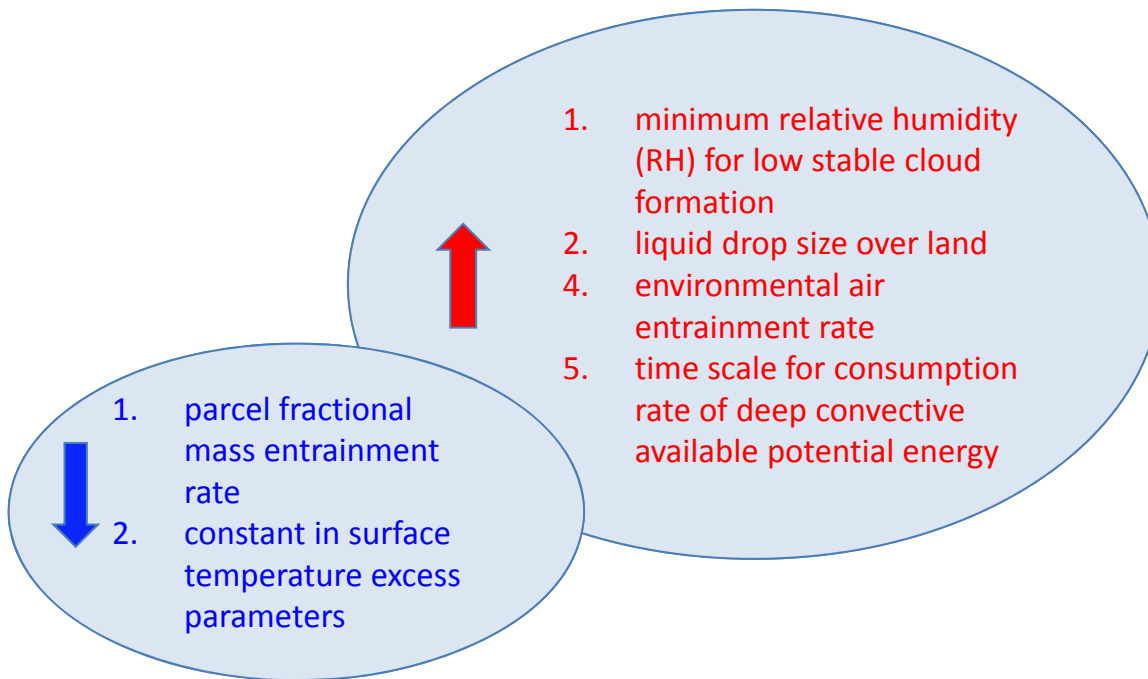 1. minimum relative humidity
(RH) for low stable cloud
formation
2. liquid drop size over land
4. environmental air
entrainment rate
5. time scale for consumption
rate of deep convective
available potential energy
1. parcel fractional
mass entrainment
rate
2. constant in surface
temperature excess
parameters